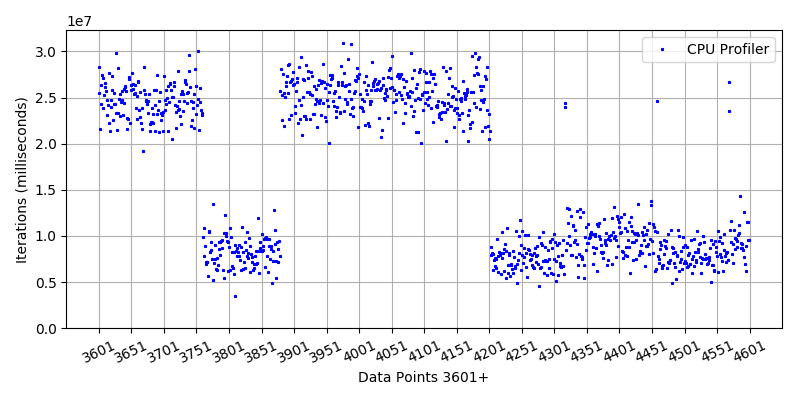 1e7
CPU Profiler
3.0
2.5
2.0
1.5
1.0
0.5
0.0
Iterations (milliseconds)
3601 3651 3701 3751 3801 3851 3901 3951 4001 4051 4101 4151 4201 4251 4301 4351 4401 4451 4501 4551 4601
Data Points 3601+